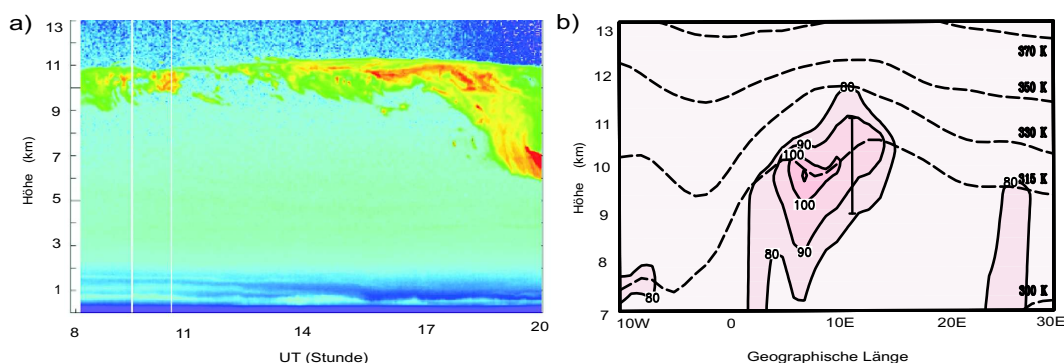 a)
Höhe (km)
13
11
9
7
5
3
1
8
11
14
17
20
UT (Stunde)
b)
Höhe (km)
13
12
11
10
9
8
7
10W
0
10E
20E
30E
Geographische Länge
370 K
350 K
330 K
315 K
300 K
80
90
100
100
90
80
80
80